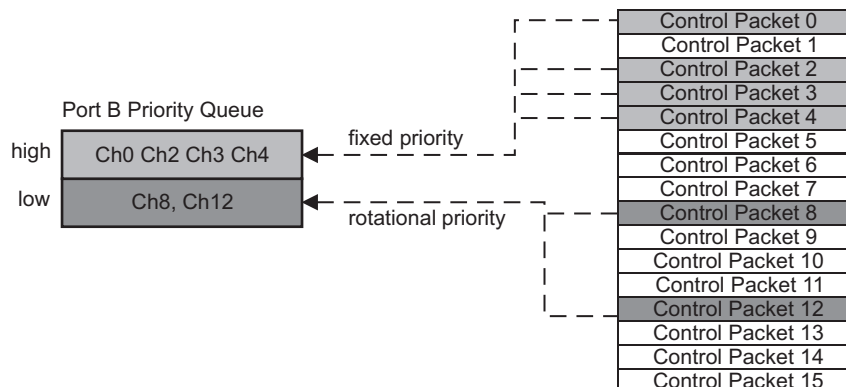 Port B Priority Queue
high
Ch0 Ch2 Ch3 Ch4
low
Ch8, Ch12
fixed priority
rotational priority
Control Packet 0
Control Packet 1
Control Packet 2
Control Packet 3
Control Packet 4
Control Packet 5
Control Packet 6
Control Packet 7
Control Packet 8
Control Packet 9
Control Packet 10
Control Packet 11
Control Packet 12
Control Packet 13
Control Packet 14
Control Packet 15